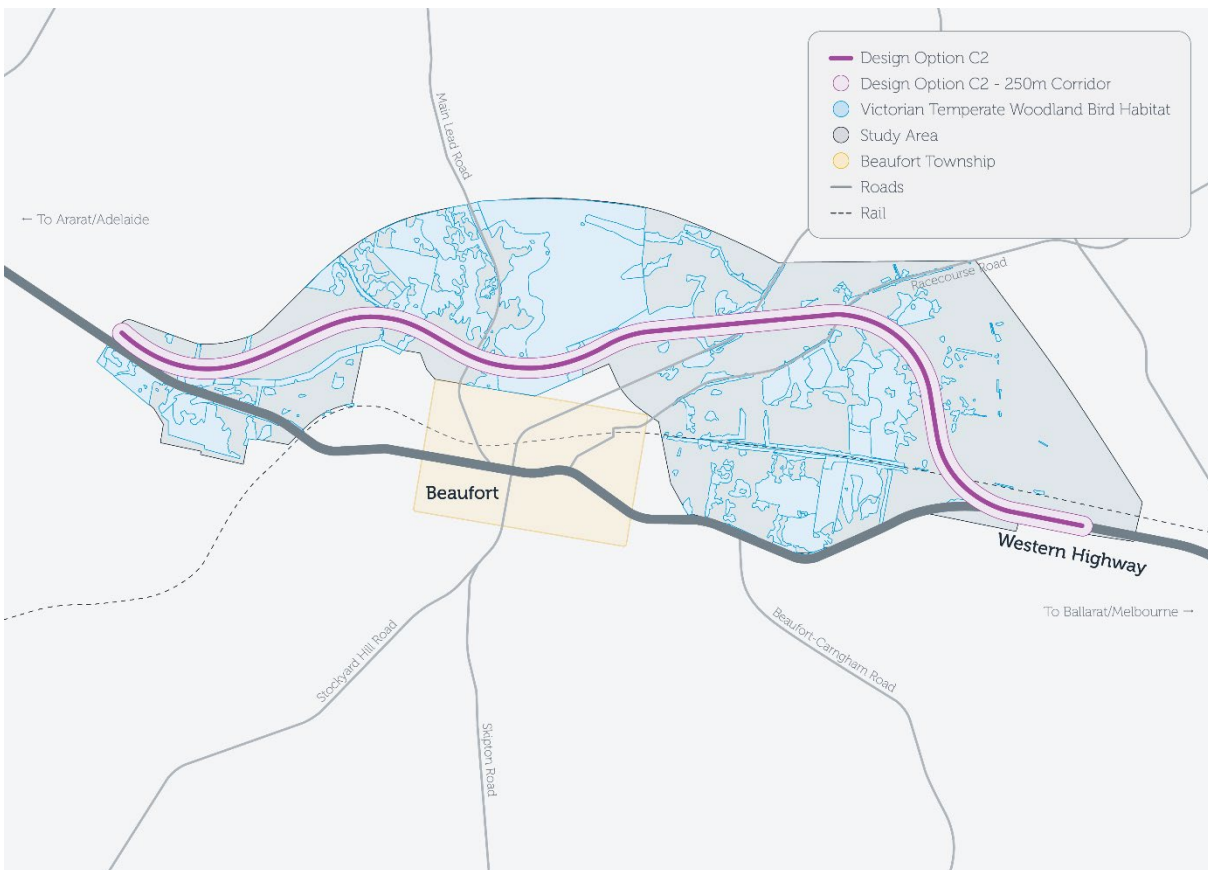 Design Option C2
Design Option C2 - 250m Corridor
Victorian Temperate Woodland Bird Habitat
Study Area
Beaufort Township
Roads
Rail
Main Lead Road
← To Ararat/Adelaide
Racecourse Road
Beaufort
Western Highway
To Ballarat/Melbourne →
Stockyard Hill Road
Skipton Road
Beaufort-Carngham Road